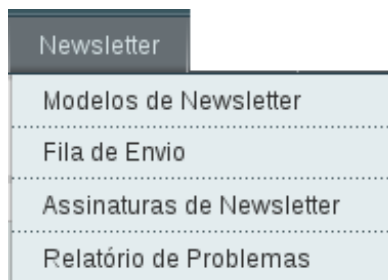 Newsletter
Modelos de Newsletter
Fila de Envio
Assinaturas de Newsletter
Relatório de Problemas